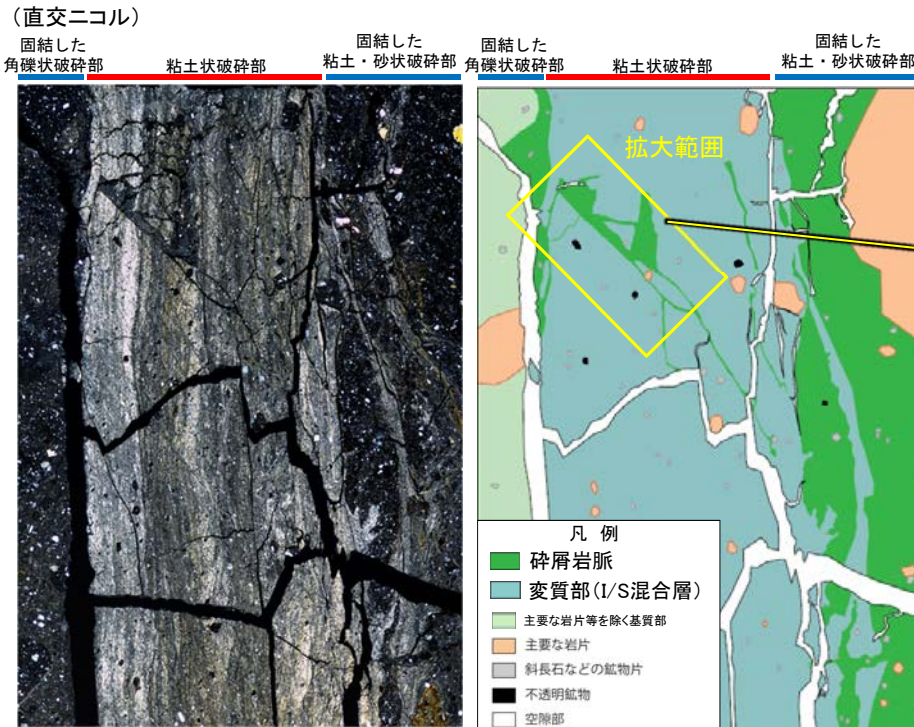 (直交ニコル)
固結した
角礫状破砕部
粘土状破砕部
固結した
粘土・砂状破砕部
固結した
角礫状破砕部
粘土状破砕部
固結した
粘土・砂状破砕部
拡大範囲
凡 例
砕屑岩脈
変質部(I/S混合層)
主要な岩片等を除く基質部
主要な岩片
斜長石などの鉱物片
不透明鉱物
空隙部